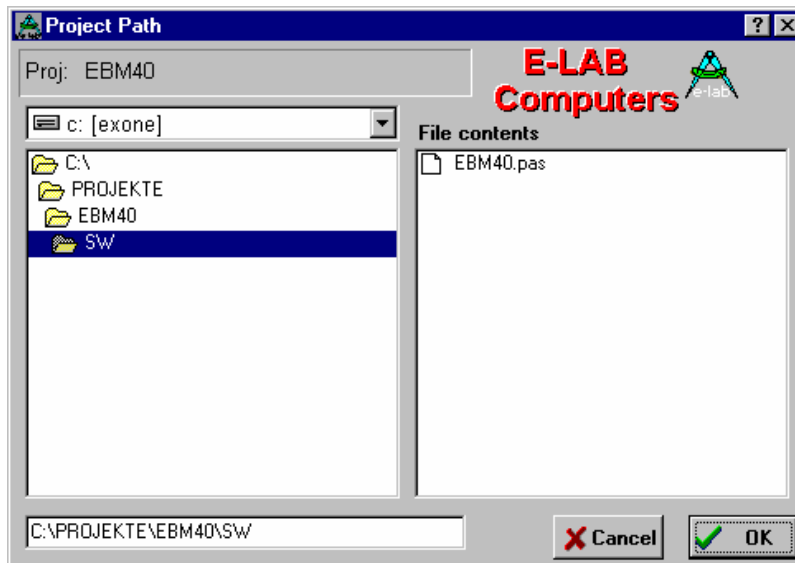 Project Path
Proj: EBM40
E-LAB
Computers
e-lab
c: [exone]
File contents
C:\
PROJEKTE
EBM40
SW
EBM40.pas
C:\PROJEKTE\EBM40\SW
Cancel
OK